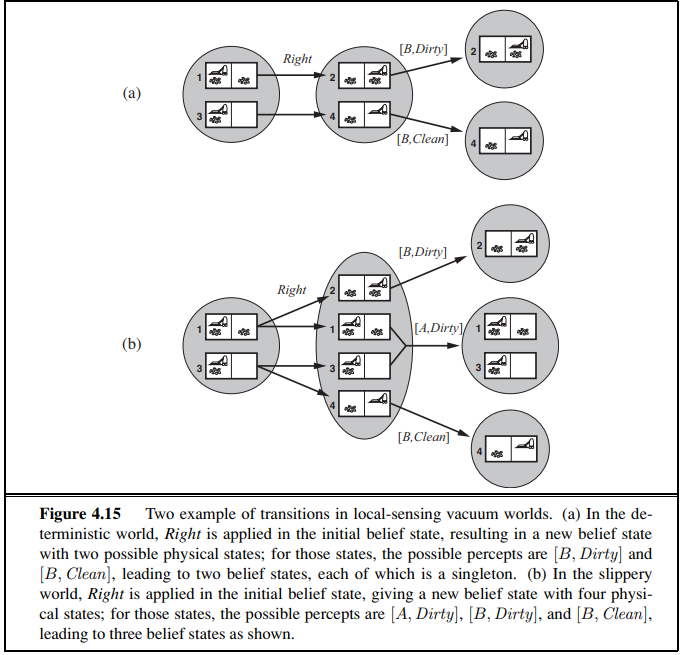 Right
[B,Dirty]
1
2
2
(a)
3
4
4
[B,Clean]
[B,Dirty]
2
Right
2
1
1
[A,Dirty]
1
(b)
3
3
3
4
[B,Clean]
4
Figure 4.15 Two example of transitions in local-sensing vacuum worlds. (a) In the de-
terministic world, Right is applied in the initial belief state, resulting in a new belief state
with two possible physical states; for those states, the possible percepts are [B, Dirty] and
[B, Clean], leading to two belief states, each of which is a singleton. (b) In the slippery
world, Right is applied in the initial belief state, giving a new belief state with four physi-
cal states; for those states, the possible percepts are [A, Dirty], [B, Dirty], and [B, Clean],
leading to three belief states as shown.